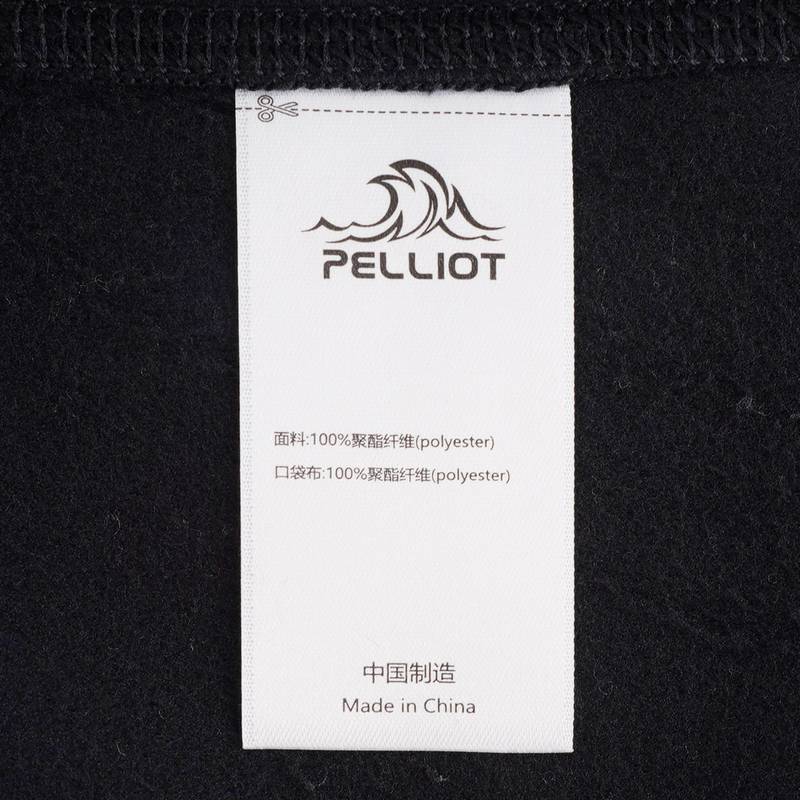 PELLIOT
面料:100%聚酯纤维(polyester)
口袋布:100%聚酯纤维(polyester)
中国制造
Made in China